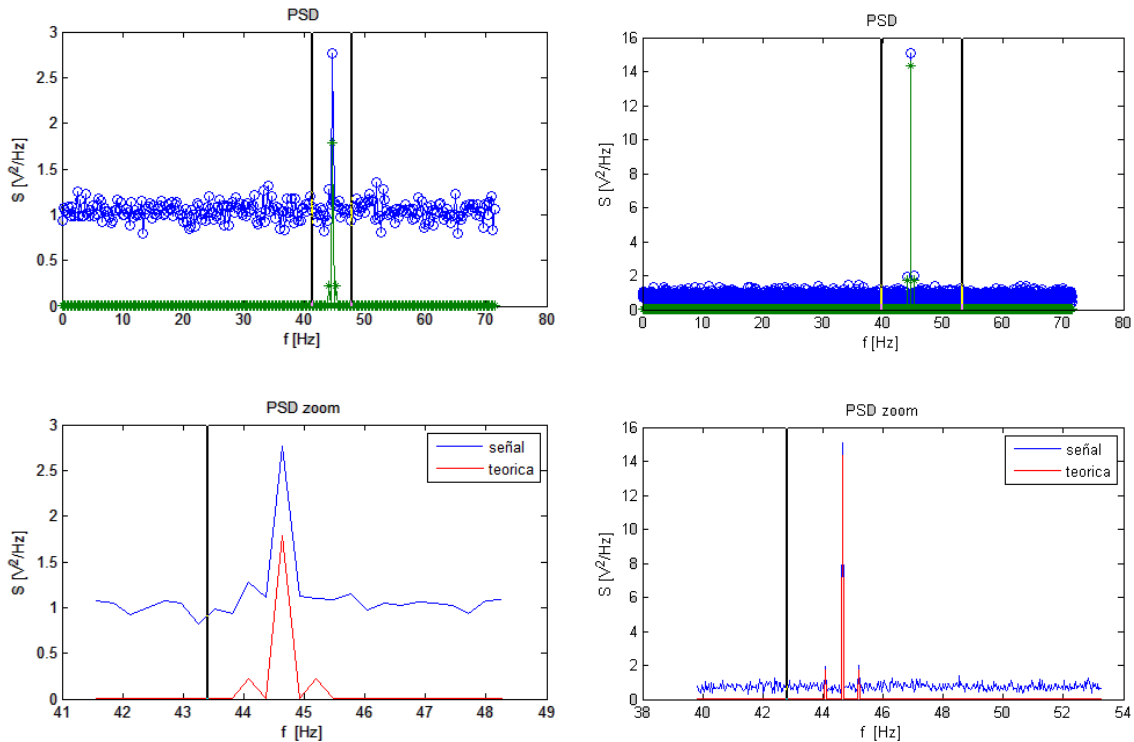 PSD
3
2.5
2
1.5
1
0.5
0
S [V²/Hz]
0 10 20 30 40 50 60 70 80
f [Hz]
PSD
16
14
12
10
8
6
4
2
0
S [V²/Hz]
0 10 20 30 40 50 60 70 80
f [Hz]
PSD zoom
3
2.5
2
1.5
1
0.5
0
S [V²/Hz]
señal
teorica
41 42 43 44 45 46 47 48 49
f [Hz]
PSD zoom
16
14
12
10
8
6
4
2
0
S [V²/Hz]
señal
teorica
38 40 42 44 46 48 50 52 54
f [Hz]